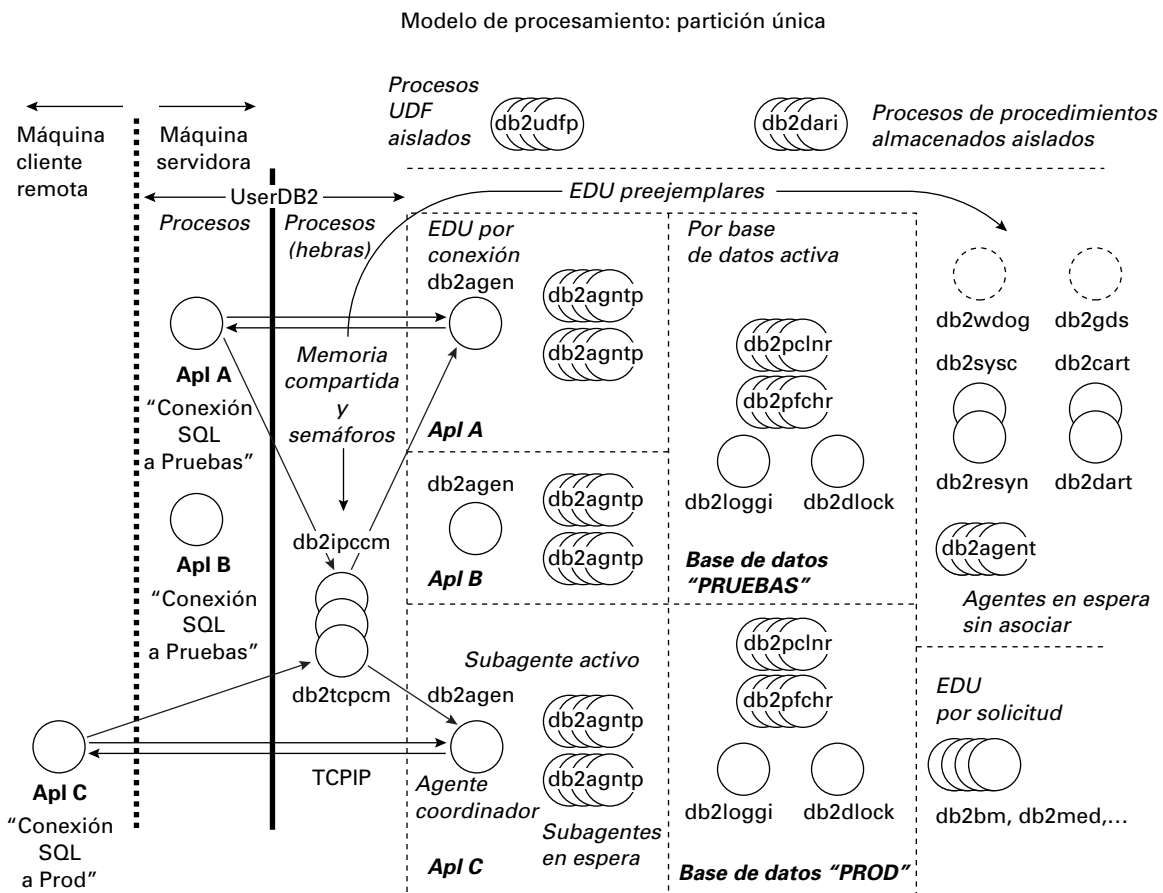 Modelo de procesamiento: partición única
Procesos
UDF
aislados
db2udfp
db2dari
Procesos de procedimientos
almacenados aislados
Máquina
cliente
remota
Máquina
servidora
UserDB2
EDU preejemplares
Procesos
Procesos
(hebras)
EDU por
conexión
db2agen
db2agntp
db2agntp
Por base
de datos activa
db2wdog
db2gds
db2pclnr
db2pfchr
db2sysc
db2cart
Apl A
“Conexión
SQL
a Pruebas”
Memoria
compartida
y
semáforos
Apl A
db2agen
db2agntp
db2agntp
db2loggi
db2dlock
db2resyn
db2dart
db2ipccm
Apl B
“Conexión
SQL
a Pruebas”
Apl B
Base de datos
“PRUEBAS”
db2agent
Agentes en espera
sin asociar
db2tcpcm
Subagente activo
db2agen
db2agntp
db2agntp
db2pclnr
db2pfchr
EDU
por solicitud
Apl C
“Conexión
SQL
a Prod”
TCPIP
Agente
coordinador
Subagentes
en espera
db2loggi
db2dlock
db2bm, db2med,…
Apl C
Base de datos “PROD”